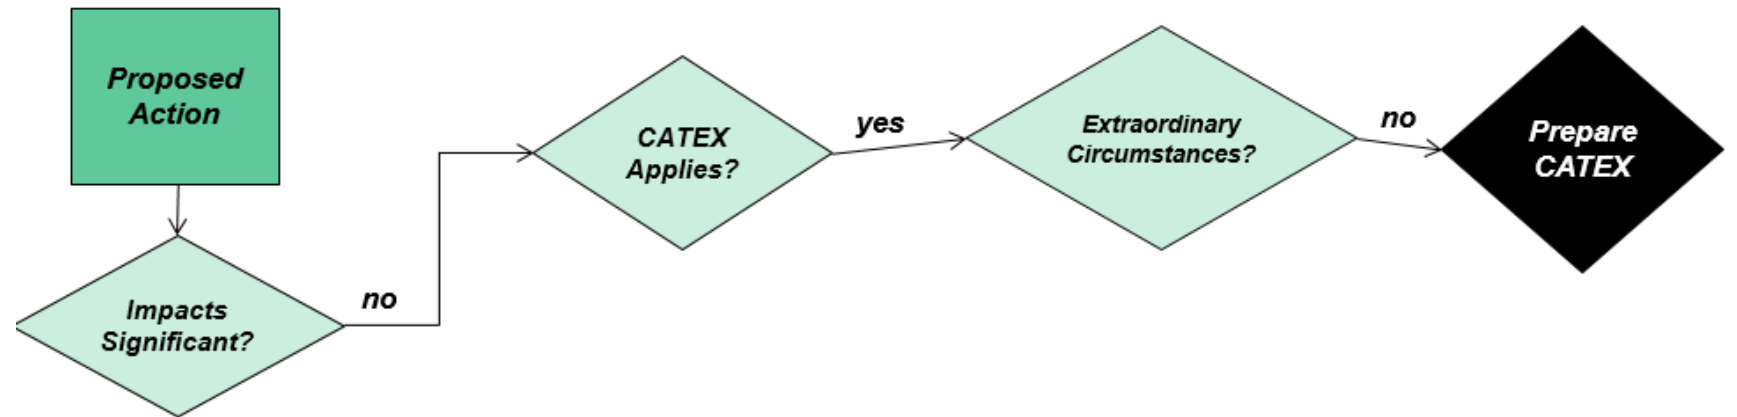 Proposed
Action
Impacts
Significant?
no
CATEX
Applies?
yes
Extraordinary
Circumstances?
no
Prepare
CATEX